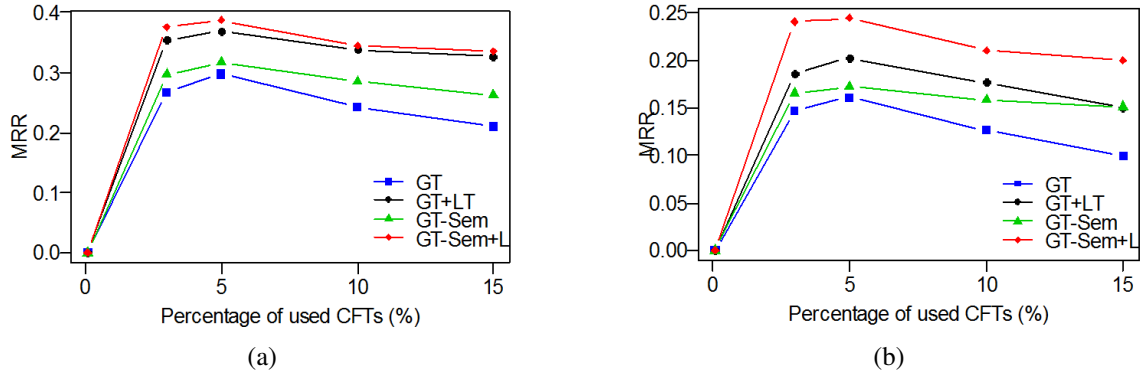 0.4
0.3
0.2
0.1
0.0
MRR
0
5
10
15
Percentage of used CFTs (%)
GT
GT+LT
GT-Sem
GT-Sem+L
(a)
0.25
0.20
0.15
0.10
0.05
0.00
MRR
0
5
10
15
Percentage of used CFTs (%)
GT
GT+LT
GT-Sem
GT-Sem+L
(b)